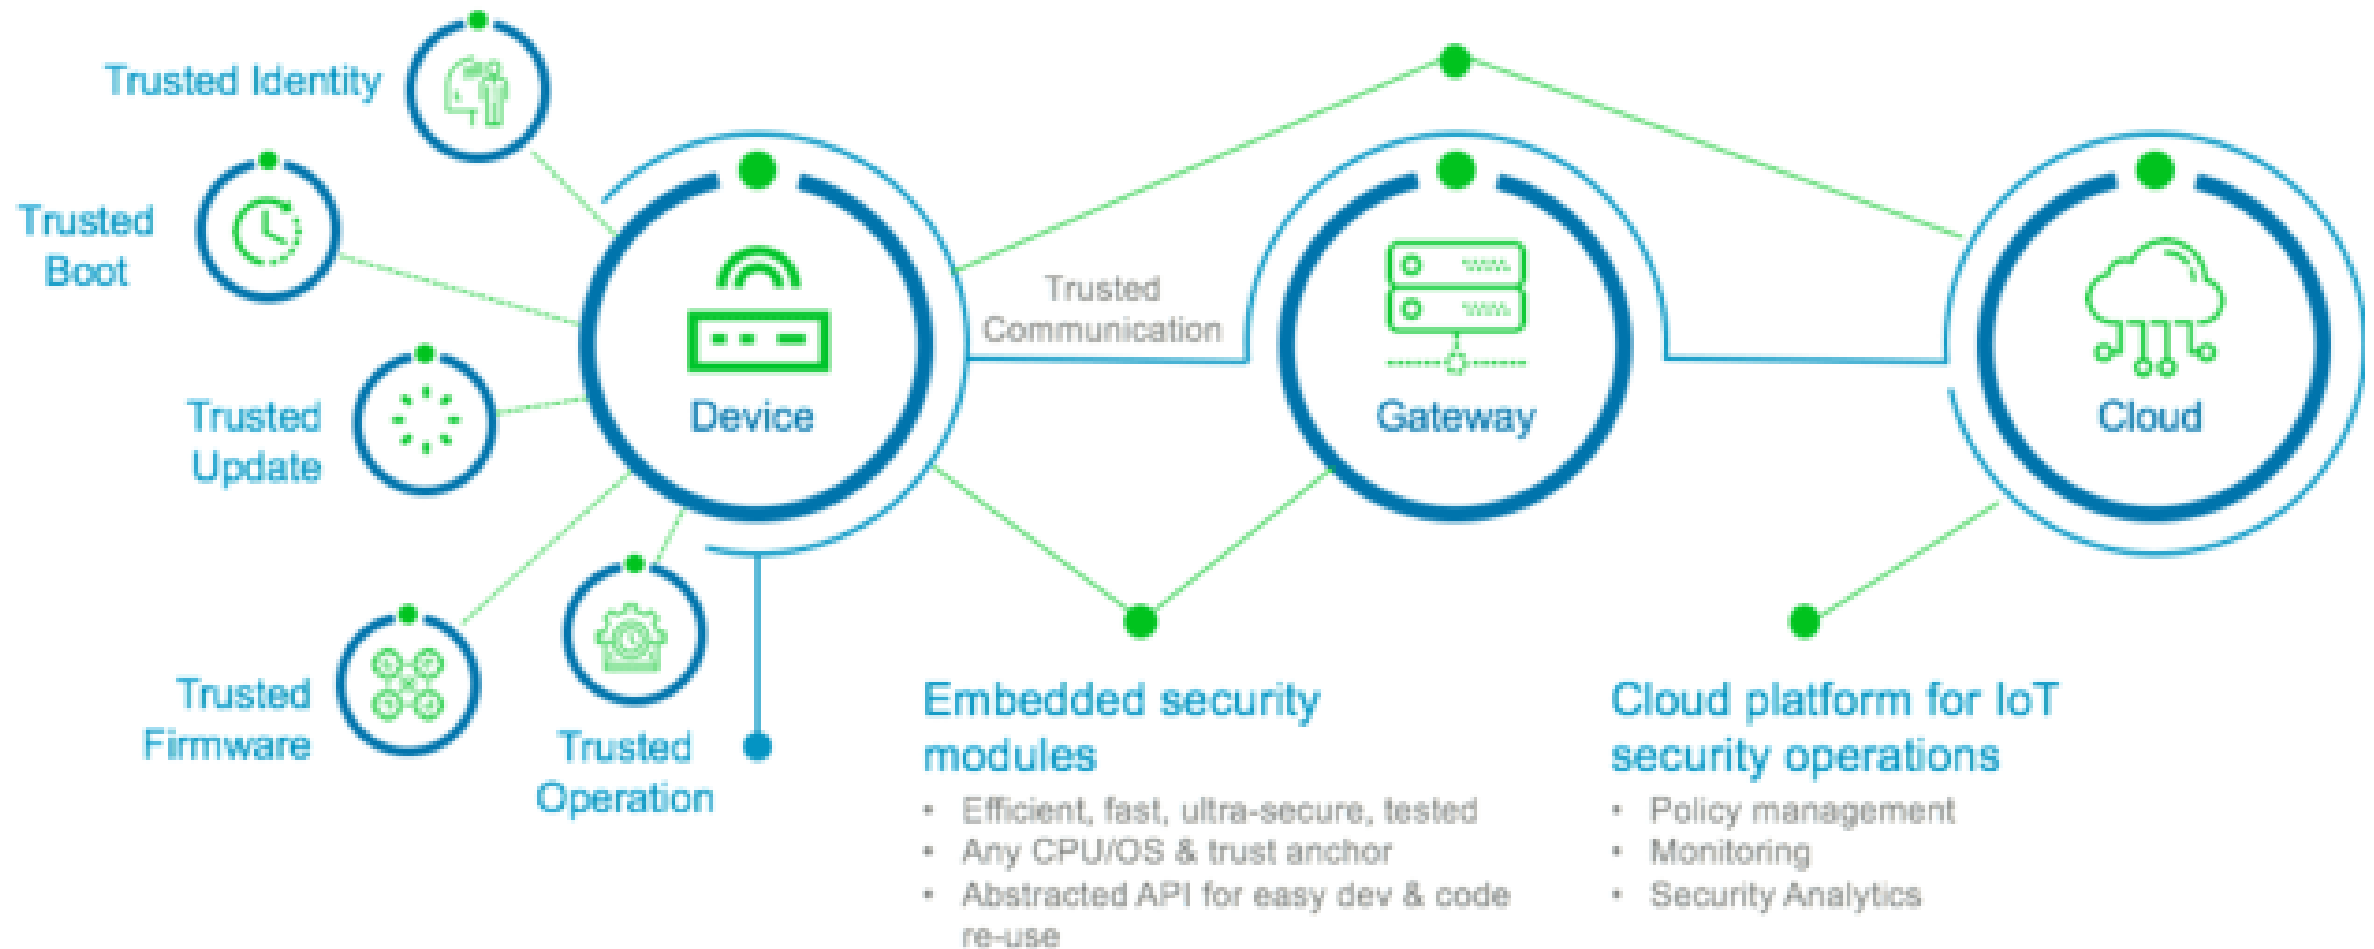 Trusted Identity
Trusted
Boot
Trusted
Update
Trusted
Firmware
Trusted
Operation
Device
Trusted
Communication
Gateway
Cloud
Embedded security
modules
• Efficient, fast, ultra-secure, tested
• Any CPU/OS & trust anchor
• Abstracted API for easy dev & code
re-use
Cloud platform for IoT
security operations
• Policy management
• Monitoring
• Security Analytics